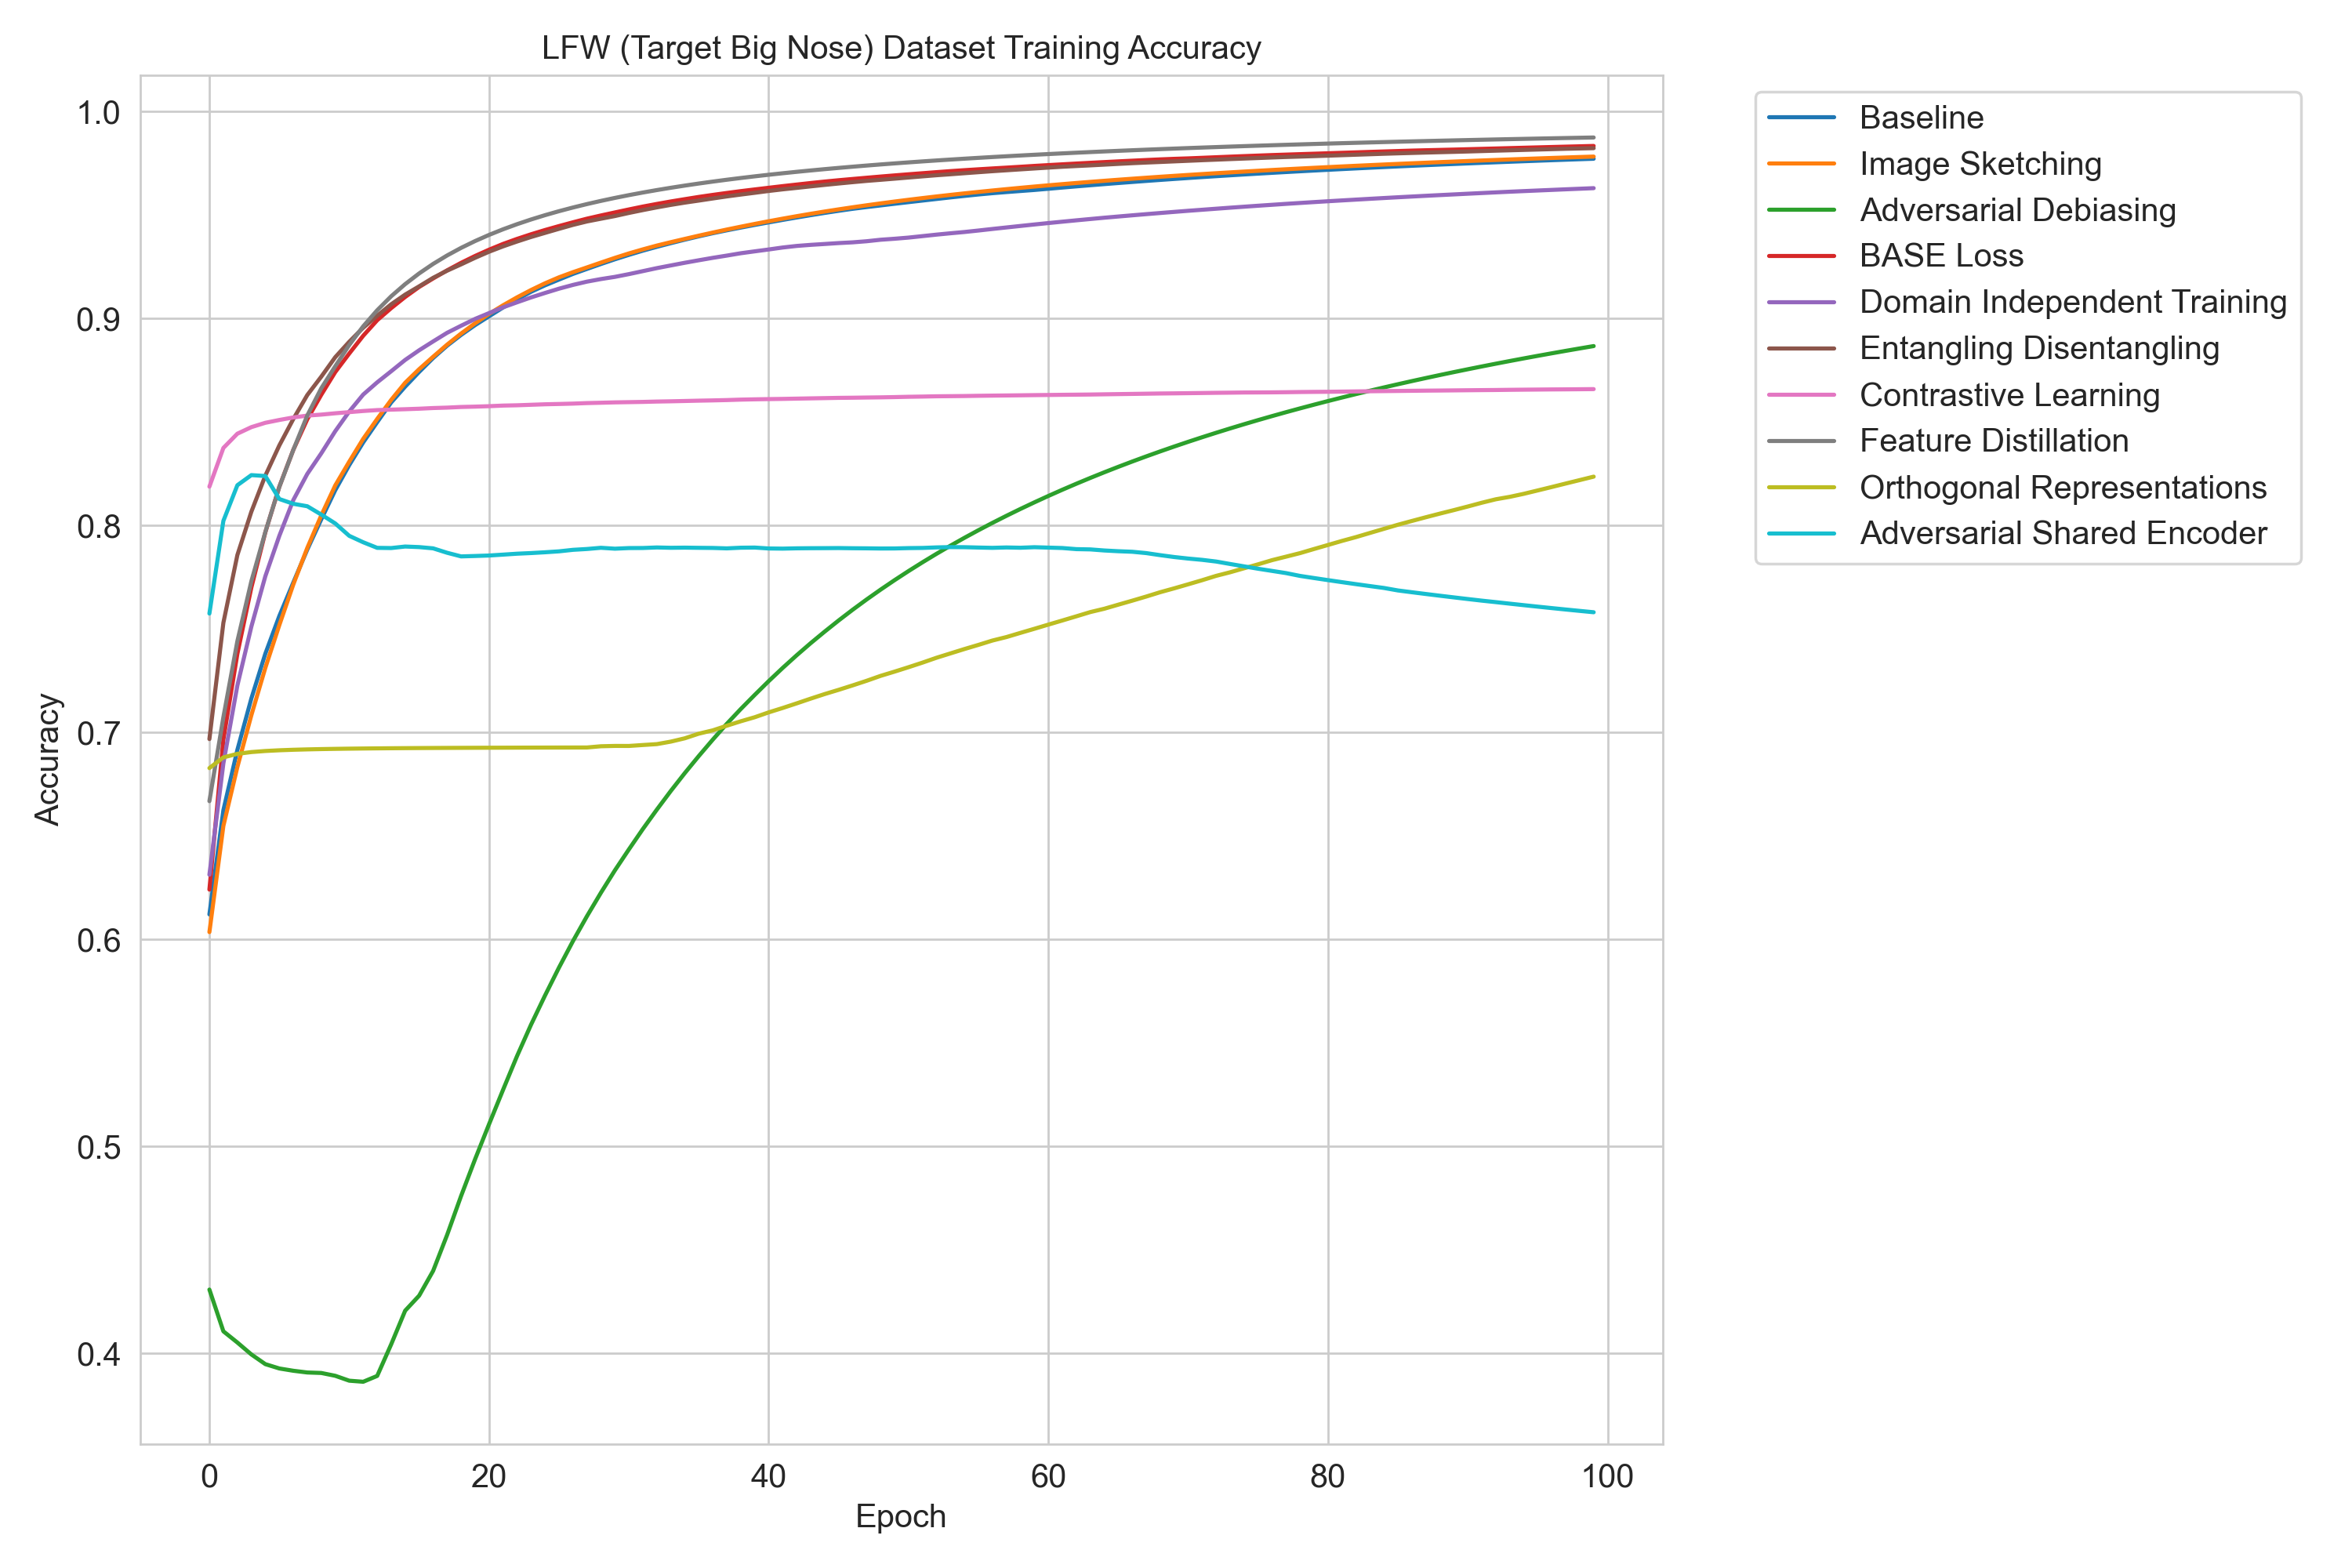 LFW (Target Big Nose) Dataset Training Accuracy
1.0
0.9
0.8
0.7
0.6
0.5
0.4
Accuracy
0
20
40
60
80
100
Epoch
Baseline
Image Sketching
Adversarial Debiasing
BASE Loss
Domain Independent Training
Entangling Disentangling
Contrastive Learning
Feature Distillation
Orthogonal Representations
Adversarial Shared Encoder